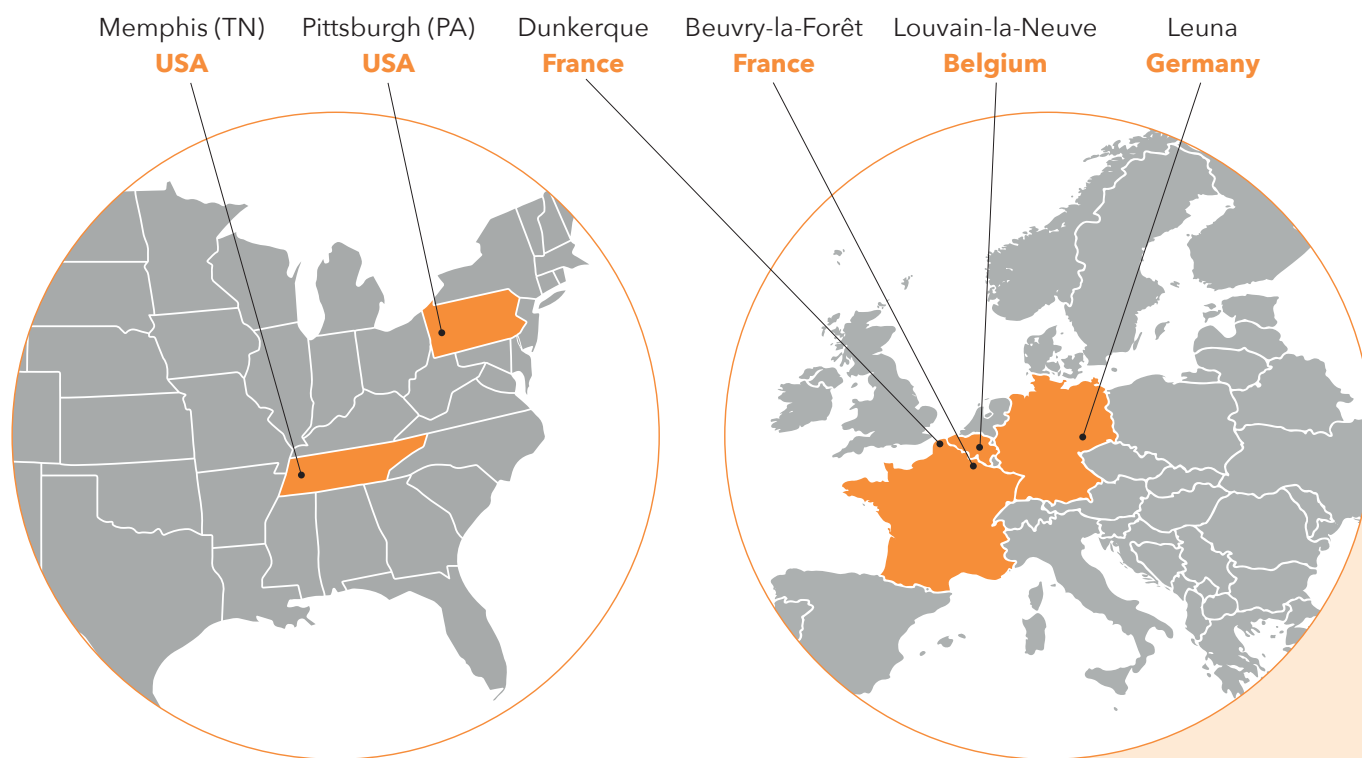 Memphis (TN)
USA
Pittsburgh (PA)
USA
Dunkerque
France
Beuvry-la-Forêt
France
Louvain-la-Neuve
Belgium
Leuna
Germany